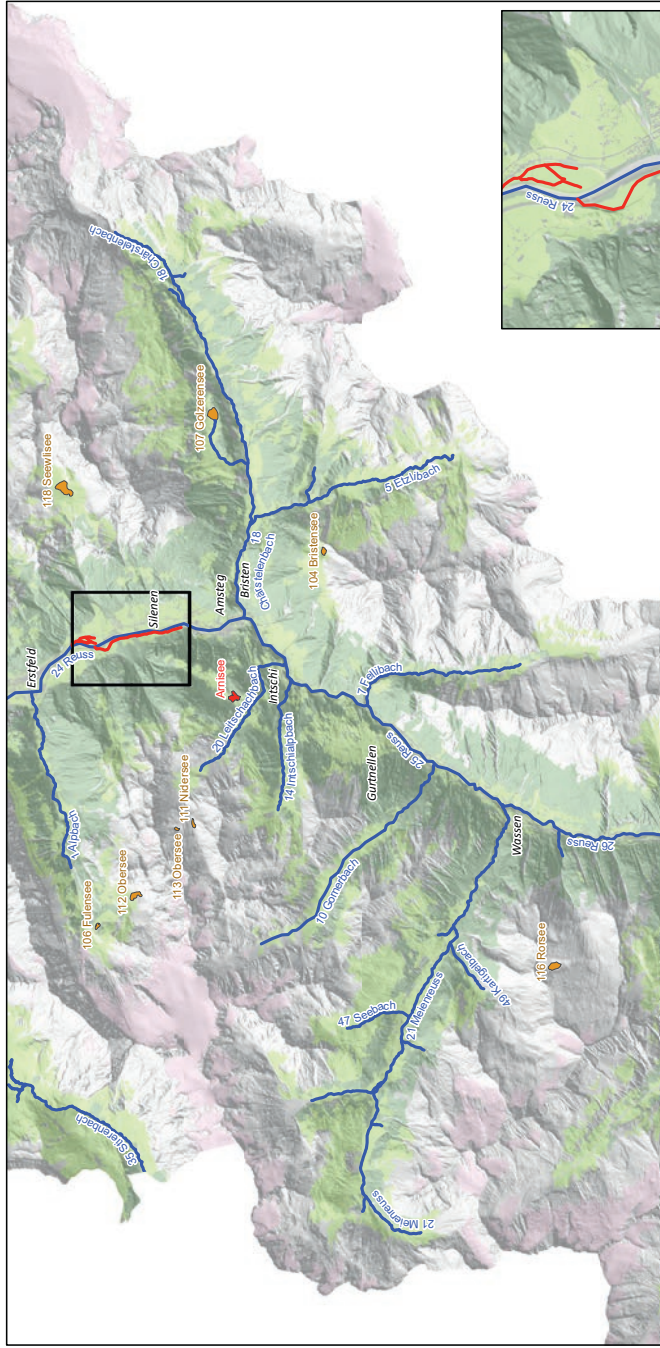 24 Reuss
18 Chärstelenbach
107 Golzerensee
118 Seewlisee
5 Etzlibach
104 Bristensee
18
Chärstelenbach
Bristen
Amsteg
Silenen
Erstfeld
24 Reuss
Arnisee
20 Leitschachbach
Intschi
14 Intschialpbach
7 Fellibach
25 Reuss
Gurtnellen
1 Alpbach
111 Nidersee
113 Obersee
112 Obersee
106 Fulensee
10 Gornerbach
Wassen
26 Reuss
116 Rorsee
49 Kartigelbach
21 Meienreuss
47 Seebach
21 Meienreuss
35 Stierenbach